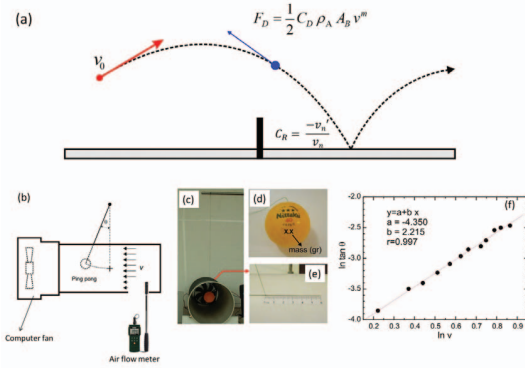 (a)
F_D = 1/2 C_D ρ_A A_B v^m
v_0
C_R = -v_n' / v_n
(b)
θ
Ping pong
v
Computer fan
Air flow meter
(c)
(d)
x.x
mass (gr)
(e)
(f)
y=a+b x
a = -4.350
b = 2.215
r=0.997
ln tan θ
-2.0
-2.5
-3.0
-3.5
-4.0
0.2 0.3 0.4 0.5 0.6 0.7 0.8 0.9 1.0
ln v